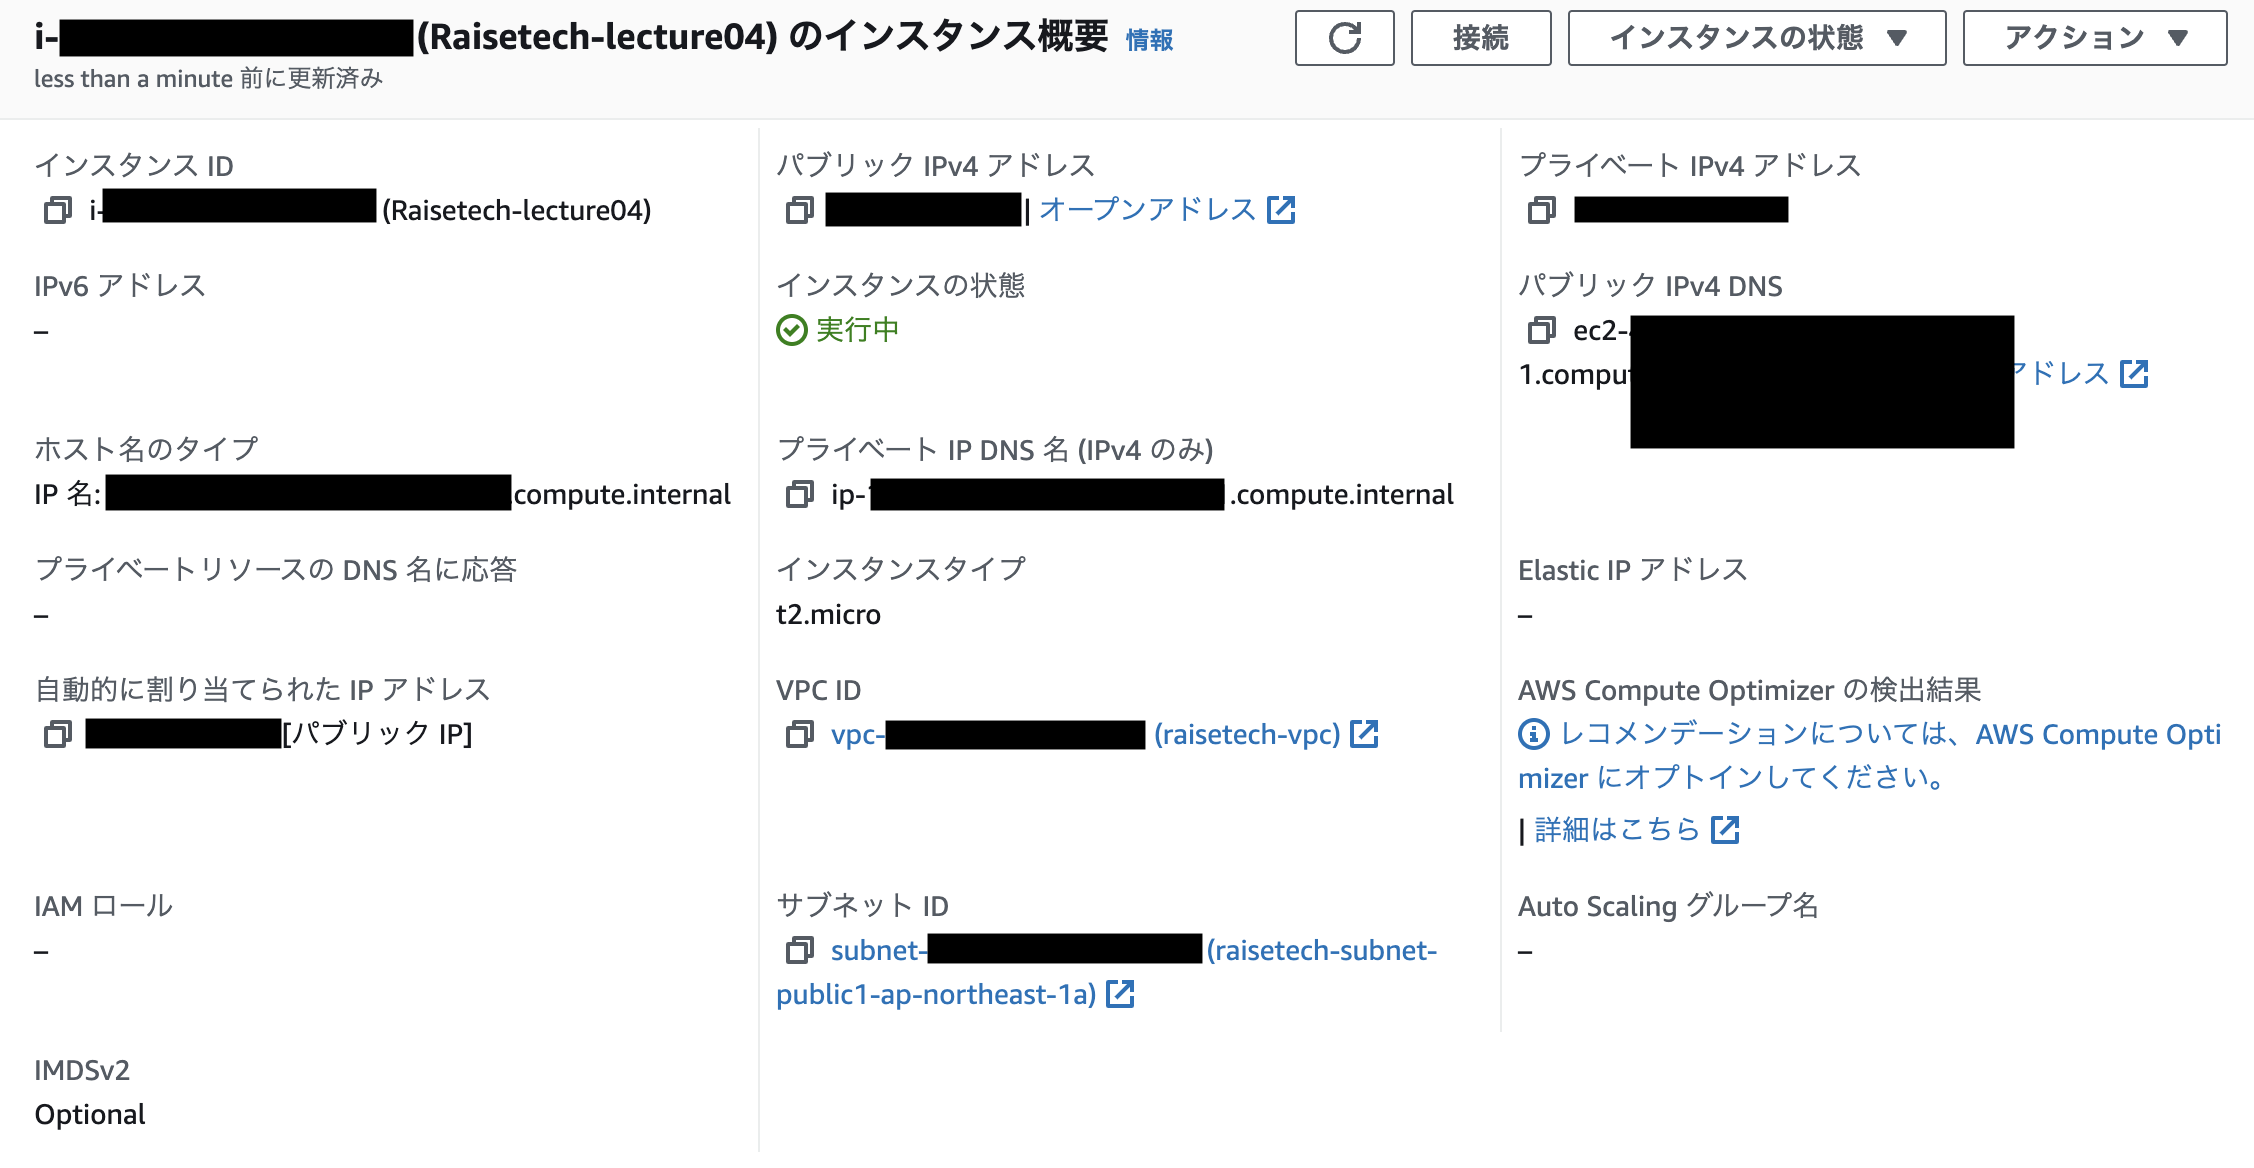 i- (Raisetech-lecture04) のインスタンス概要 情報
less than a minute 前に更新済み
接続
インスタンスの状態 ▼
アクション ▼
インスタンス ID
i- (Raisetech-lecture04)
パブリック IPv4 アドレス
| オープンアドレス
プライベート IPv4 アドレス
IPv6 アドレス
–
インスタンスの状態
実行中
パブリック IPv4 DNS
ec2-
1.comput アドレス
ホスト名のタイプ
IP 名: .compute.internal
プライベート IP DNS 名 (IPv4 のみ)
ip- .compute.internal
プライベートリソースの DNS 名に応答
–
インスタンスタイプ
t2.micro
Elastic IP アドレス
–
自動的に割り当てられた IP アドレス
[パブリック IP]
VPC ID
vpc- (raisetech-vpc)
AWS Compute Optimizer の検出結果
レコメンデーションについては、AWS Compute Opti
mizer にオプトインしてください。
| 詳細はこちら
IAM ロール
–
サブネット ID
subnet- (raisetech-subnet-
public1-ap-northeast-1a)
Auto Scaling グループ名
–
IMDSv2
Optional